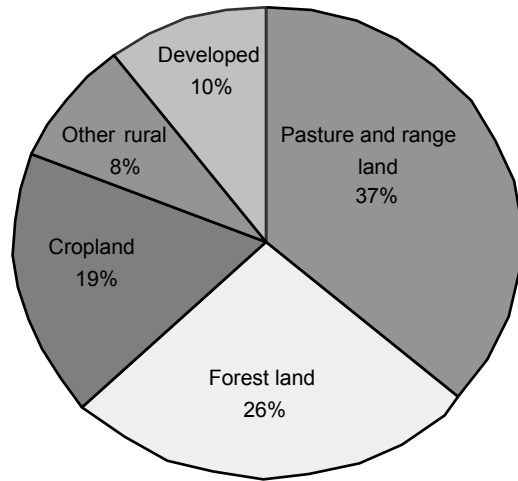 Developed
10%
Other rural
8%
Pasture and range
land
37%
Cropland
19%
Forest land
26%